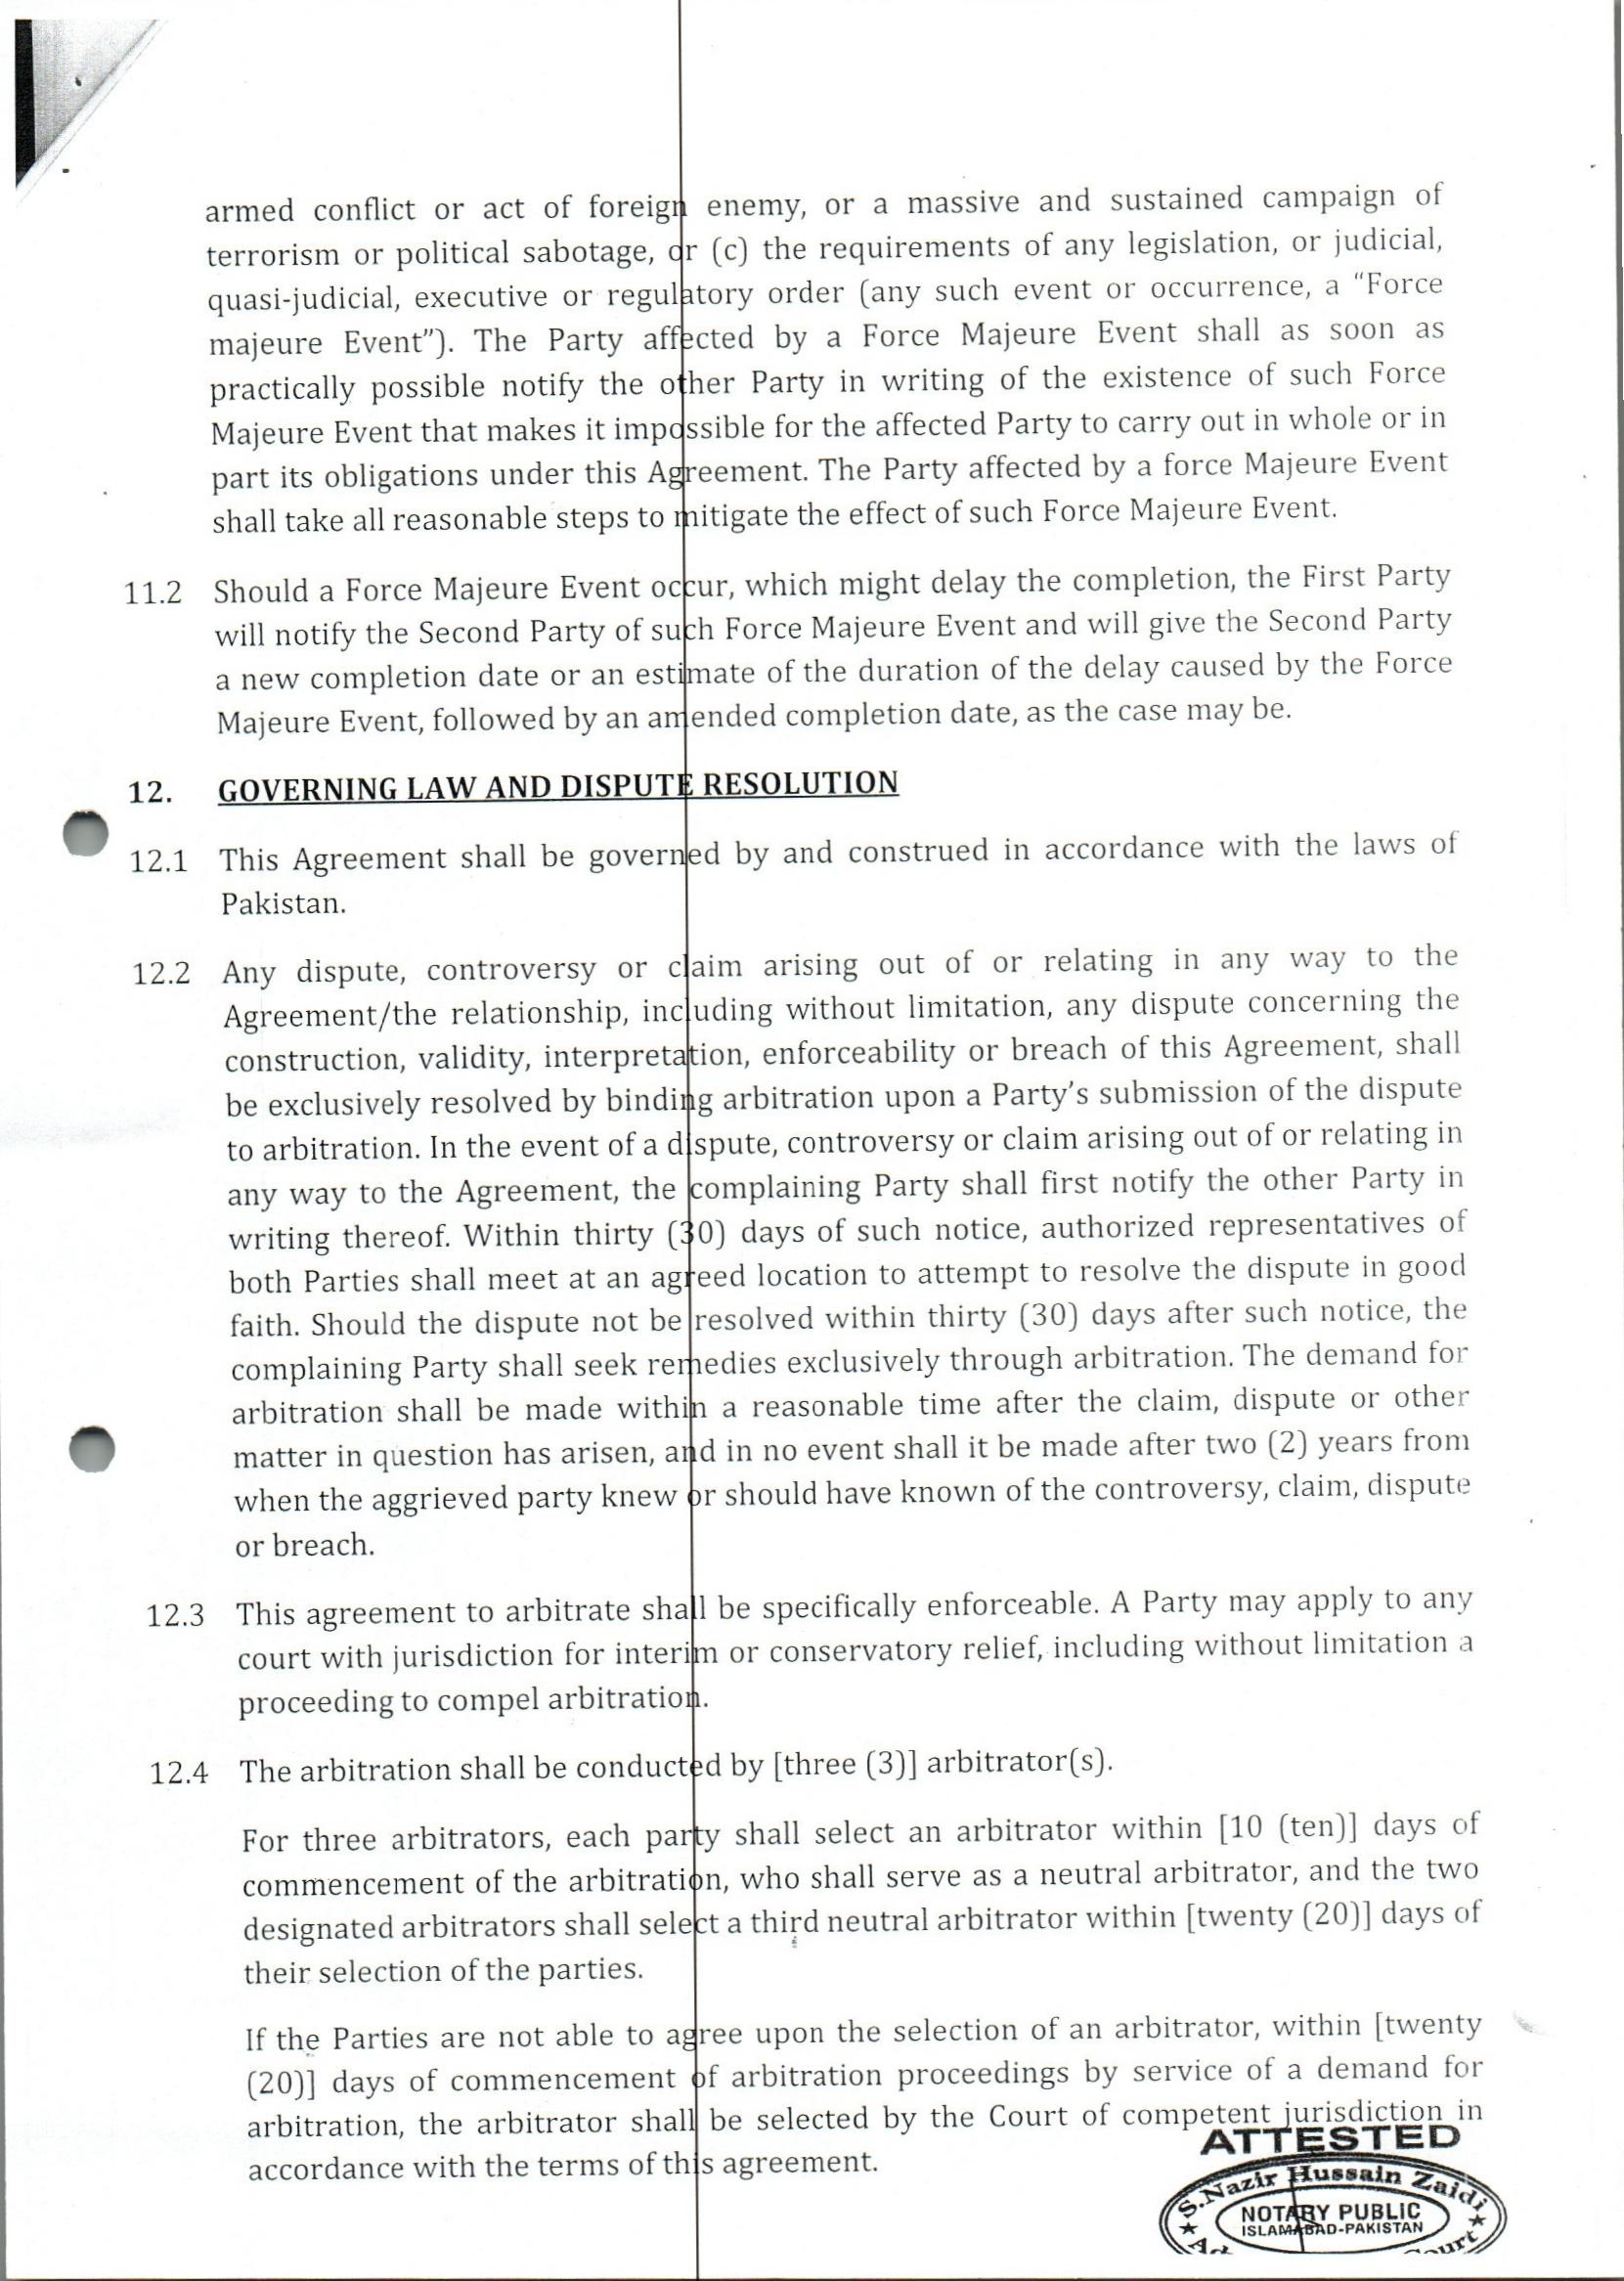 armed conflict or act of foreign enemy, or a massive and sustained campaign of
terrorism or political sabotage, or (c) the requirements of any legislation, or judicial,
quasi-judicial, executive or regulatory order (any such event or occurrence, a “Force
majeure Event”). The Party affected by a Force Majeure Event shall as soon as
practically possible notify the other Party in writing of the existence of such Force
Majeure Event that makes it impossible for the affected Party to carry out in whole or in
part its obligations under this Agreement. The Party affected by a force Majeure Event
shall take all reasonable steps to mitigate the effect of such Force Majeure Event.
11.2 Should a Force Majeure Event occur, which might delay the completion, the First Party
will notify the Second Party of such Force Majeure Event and will give the Second Party
a new completion date or an estimate of the duration of the delay caused by the Force
Majeure Event, followed by an amended completion date, as the case may be.
12. GOVERNING LAW AND DISPUTE RESOLUTION
12.1 This Agreement shall be governed by and construed in accordance with the laws of
Pakistan.
12.2 Any dispute, controversy or claim arising out of or relating in any way to the
Agreement/the relationship, including without limitation, any dispute concerning the
construction, validity, interpretation, enforceability or breach of this Agreement, shall
be exclusively resolved by binding arbitration upon a Party’s submission of the dispute
to arbitration. In the event of a dispute, controversy or claim arising out of or relating in
any way to the Agreement, the complaining Party shall first notify the other Party in
writing thereof. Within thirty (30) days of such notice, authorized representatives of
both Parties shall meet at an agreed location to attempt to resolve the dispute in good
faith. Should the dispute not be resolved within thirty (30) days after such notice, the
complaining Party shall seek remedies exclusively through arbitration. The demand for
arbitration shall be made within a reasonable time after the claim, dispute or other
matter in question has arisen, and in no event shall it be made after two (2) years from
when the aggrieved party knew or should have known of the controversy, claim, dispute
or breach.
12.3 This agreement to arbitrate shall be specifically enforceable. A Party may apply to any
court with jurisdiction for interim or conservatory relief, including without limitation a
proceeding to compel arbitration.
12.4 The arbitration shall be conducted by [three (3)] arbitrator(s).
For three arbitrators, each party shall select an arbitrator within [10 (ten)] days of
commencement of the arbitration, who shall serve as a neutral arbitrator, and the two
designated arbitrators shall select a third neutral arbitrator within [twenty (20)] days of
their selection of the parties.
If the Parties are not able to agree upon the selection of an arbitrator, within [twenty
(20)] days of commencement of arbitration proceedings by service of a demand for
arbitration, the arbitrator shall be selected by the Court of competent jurisdiction in
accordance with the terms of this agreement.
ATTESTED
S.Nazir Hussain Zaidi
NOTARY PUBLIC
ISLAMABAD-PAKISTAN